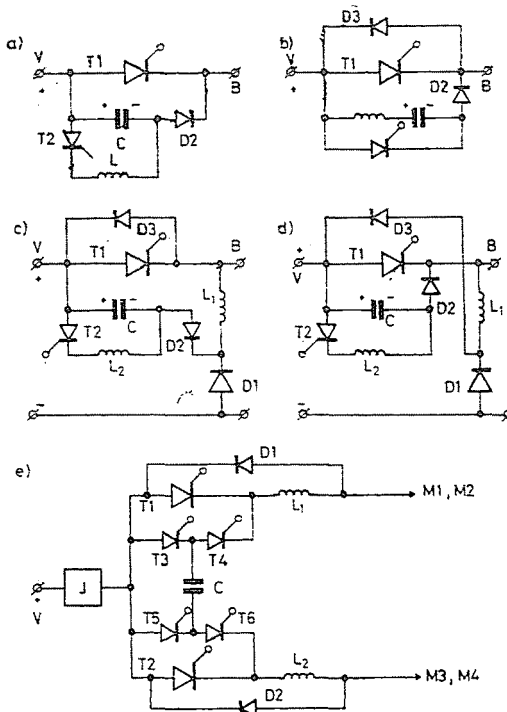 a)
V
+
T1
B
+ −
C
D2
T2
L
b)
D3
V
+
T1
D2
B
+ −
c)
D3
V
+
T1
B
+ −
C
L1
T2
D2
L2
D1
−
d)
D3
+
V
T1
B
D2
+ −
C
L1
T2
L2
D1
−
e)
D1
T1
L1
M1, M2
T3 T4
J
C
+
V
T5 T6
T2
L2
M3, M4
D2